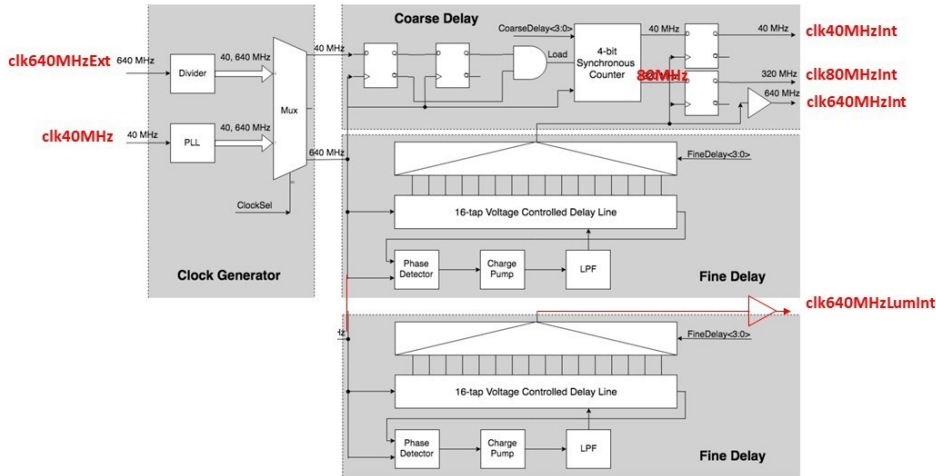 Coarse Delay
CoarseDelay<3:0>
40 MHz
40 MHz
40 MHz
clk40MHzInt
clk640MHzExt
640 MHz
Divider
40, 640 MHz
Load
4-bit
Synchronous
Counter
80MHz
320 MHz
clk80MHzInt
640 MHz
clk640MHzInt
Mux
clk40MHz
40 MHz
PLL
40, 640 MHz
640 MHz
FineDelay<3:0>
ClockSel
16-tap Voltage Controlled Delay Line
Phase
Detector
Charge
Pump
LPF
Clock Generator
Fine Delay
clk640MHzLumInt
FineDelay<3:0>
16-tap Voltage Controlled Delay Line
Phase
Detector
Charge
Pump
LPF
Fine Delay